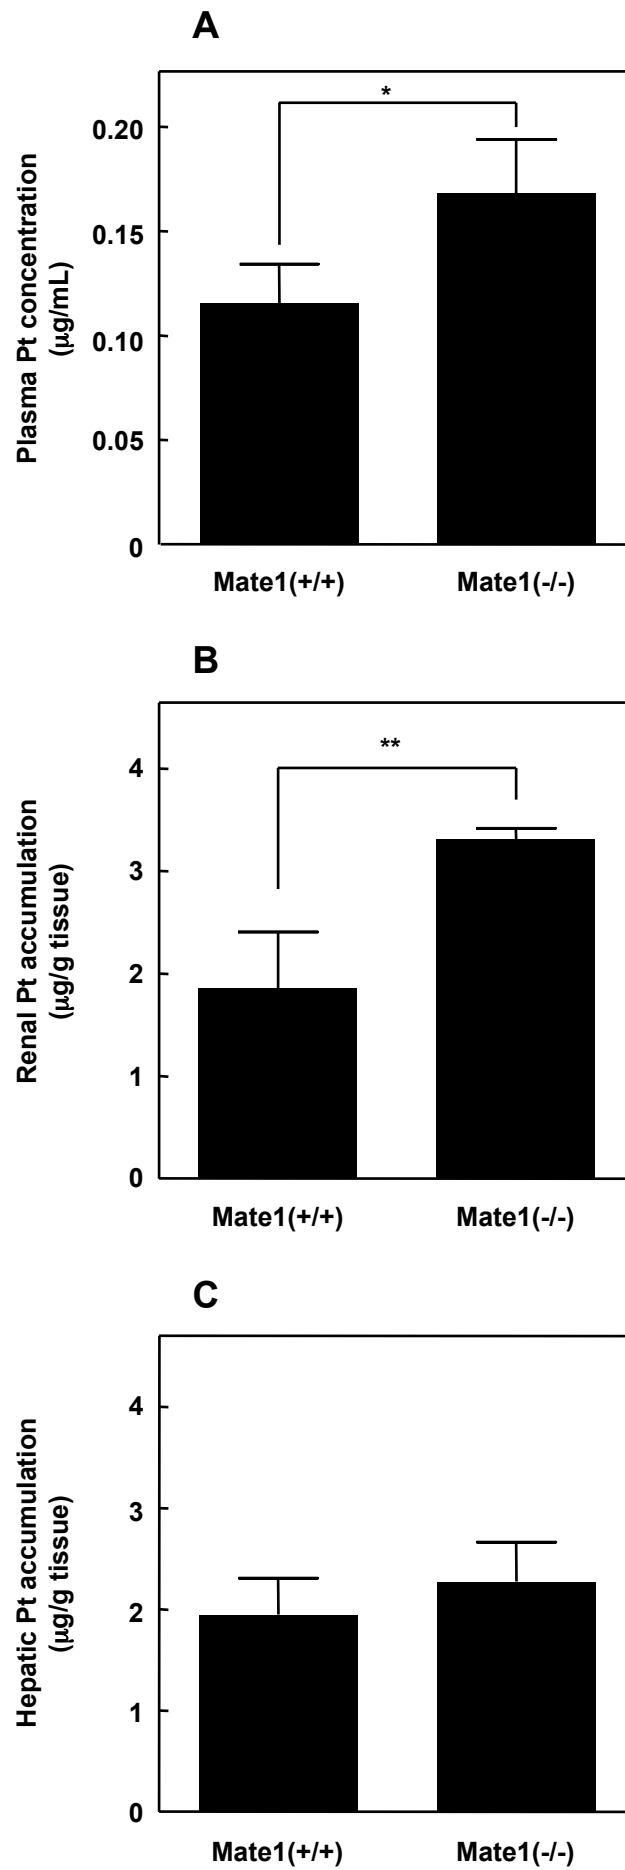 A
Plasma Pt concentration
(µg/mL)
*
0.20
0.15
0.10
0.05
0
Mate1(+/+)
Mate1(-/-)
B
Renal Pt accumulation
(µg/g tissue)
**
4
3
2
1
0
Mate1(+/+)
Mate1(-/-)
C
Hepatic Pt accumulation
(µg/g tissue)
4
3
2
1
0
Mate1(+/+)
Mate1(-/-)